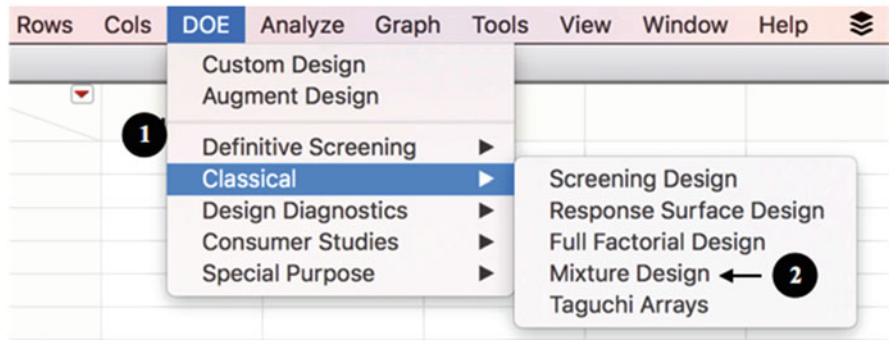 Rows Cols DOE Analyze Graph Tools View Window Help
Custom Design
Augment Design
1
Definitive Screening
Classical
Design Diagnostics
Consumer Studies
Special Purpose
Screening Design
Response Surface Design
Full Factorial Design
Mixture Design 2
Taguchi Arrays